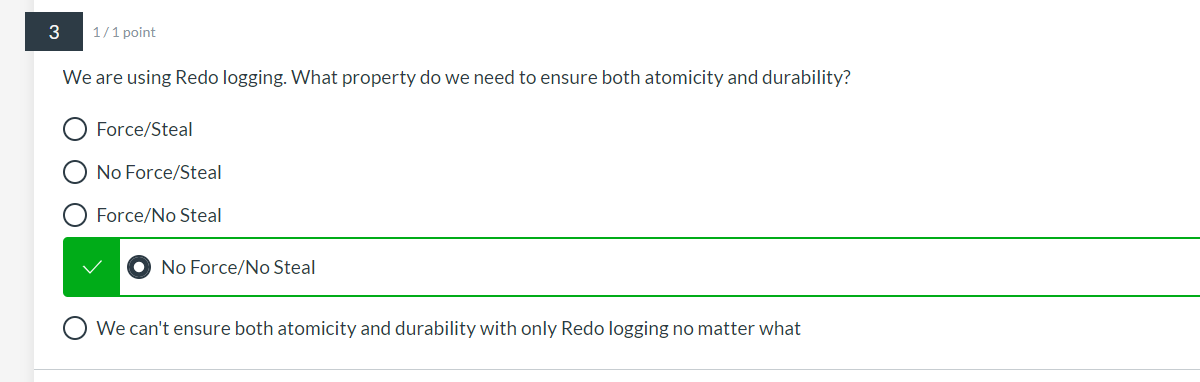 3
1 / 1 point
We are using Redo logging. What property do we need to ensure both atomicity and durability?
Force/Steal
No Force/Steal
Force/No Steal
No Force/No Steal
We can't ensure both atomicity and durability with only Redo logging no matter what